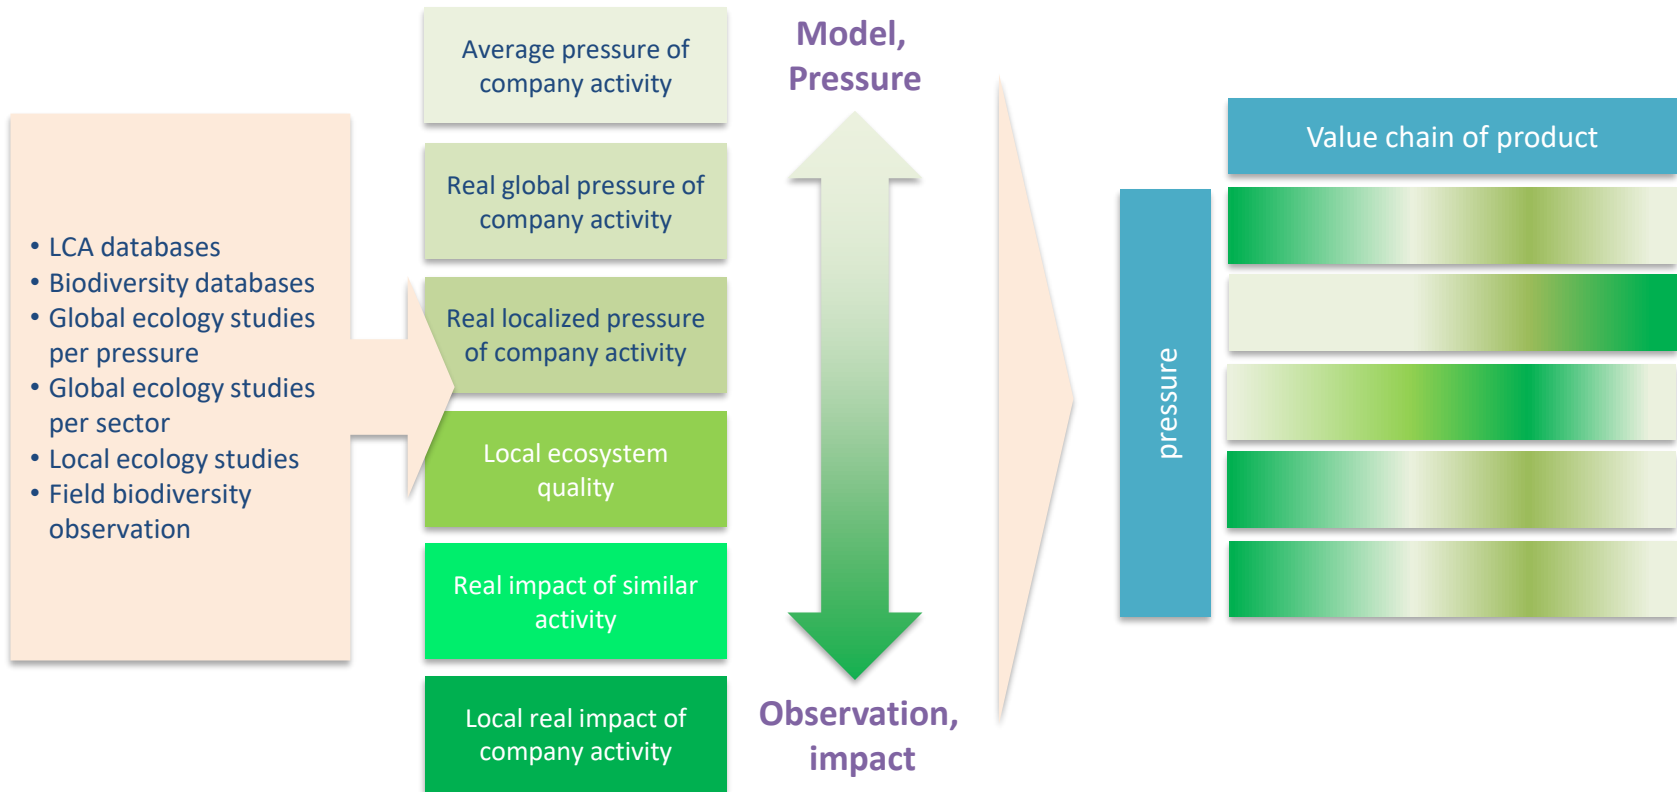 • LCA databases
• Biodiversity databases
• Global ecology studies
per pressure
• Global ecology studies
per sector
• Local ecology studies
• Field biodiversity
observation
Average pressure of
company activity
Real global pressure of
company activity
Real localized pressure
of company activity
Local ecosystem
quality
Real impact of similar
activity
Local real impact of
company activity
Model,
Pressure
Observation,
impact
Value chain of product
pressure